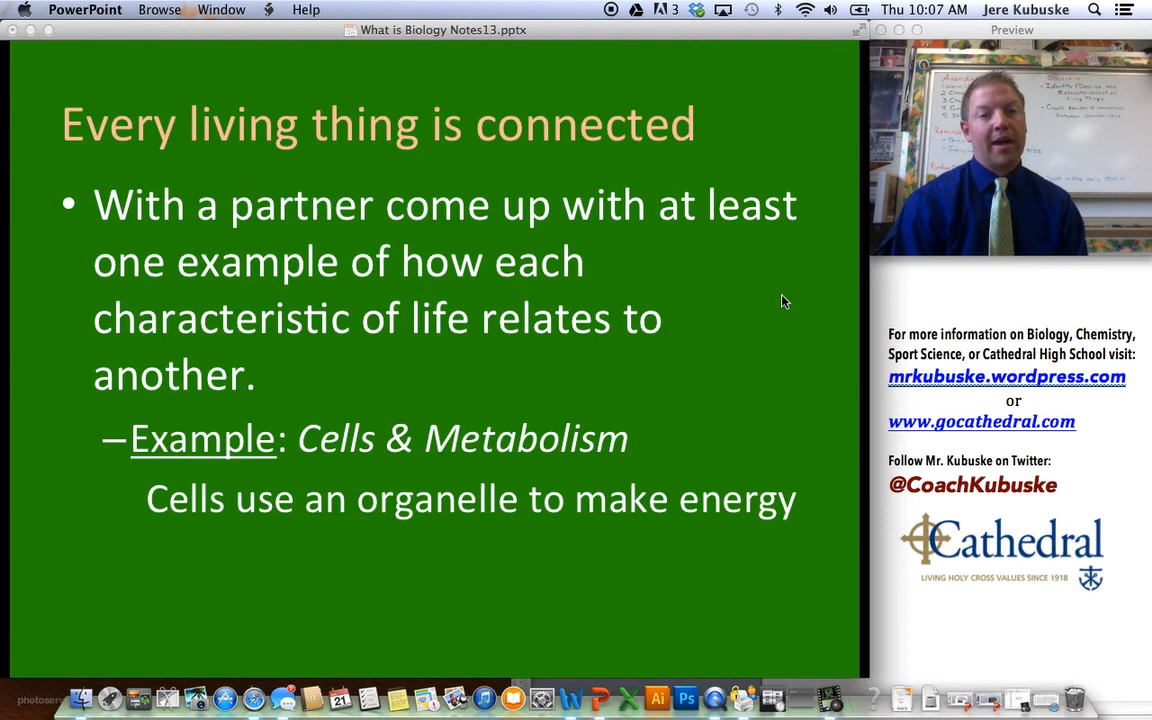 PowerPoint Browse Window Help 3 Thu 10:07 AM Jere Kubuske
What is Biology Notes13.pptx
Preview
Every living thing is connected
• With a partner come up with at least
one example of how each
characteristic of life relates to
another.
–Example: Cells & Metabolism
Cells use an organelle to make energy
For more information on Biology, Chemistry,
Sport Science, or Cathedral High School visit:
mrkubuske.wordpress.com
or
www.gocathedral.com
Follow Mr. Kubuske on Twitter:
@CoachKubuske
Cathedral
LIVING HOLY CROSS VALUES SINCE 1918
21
Ai
Ps